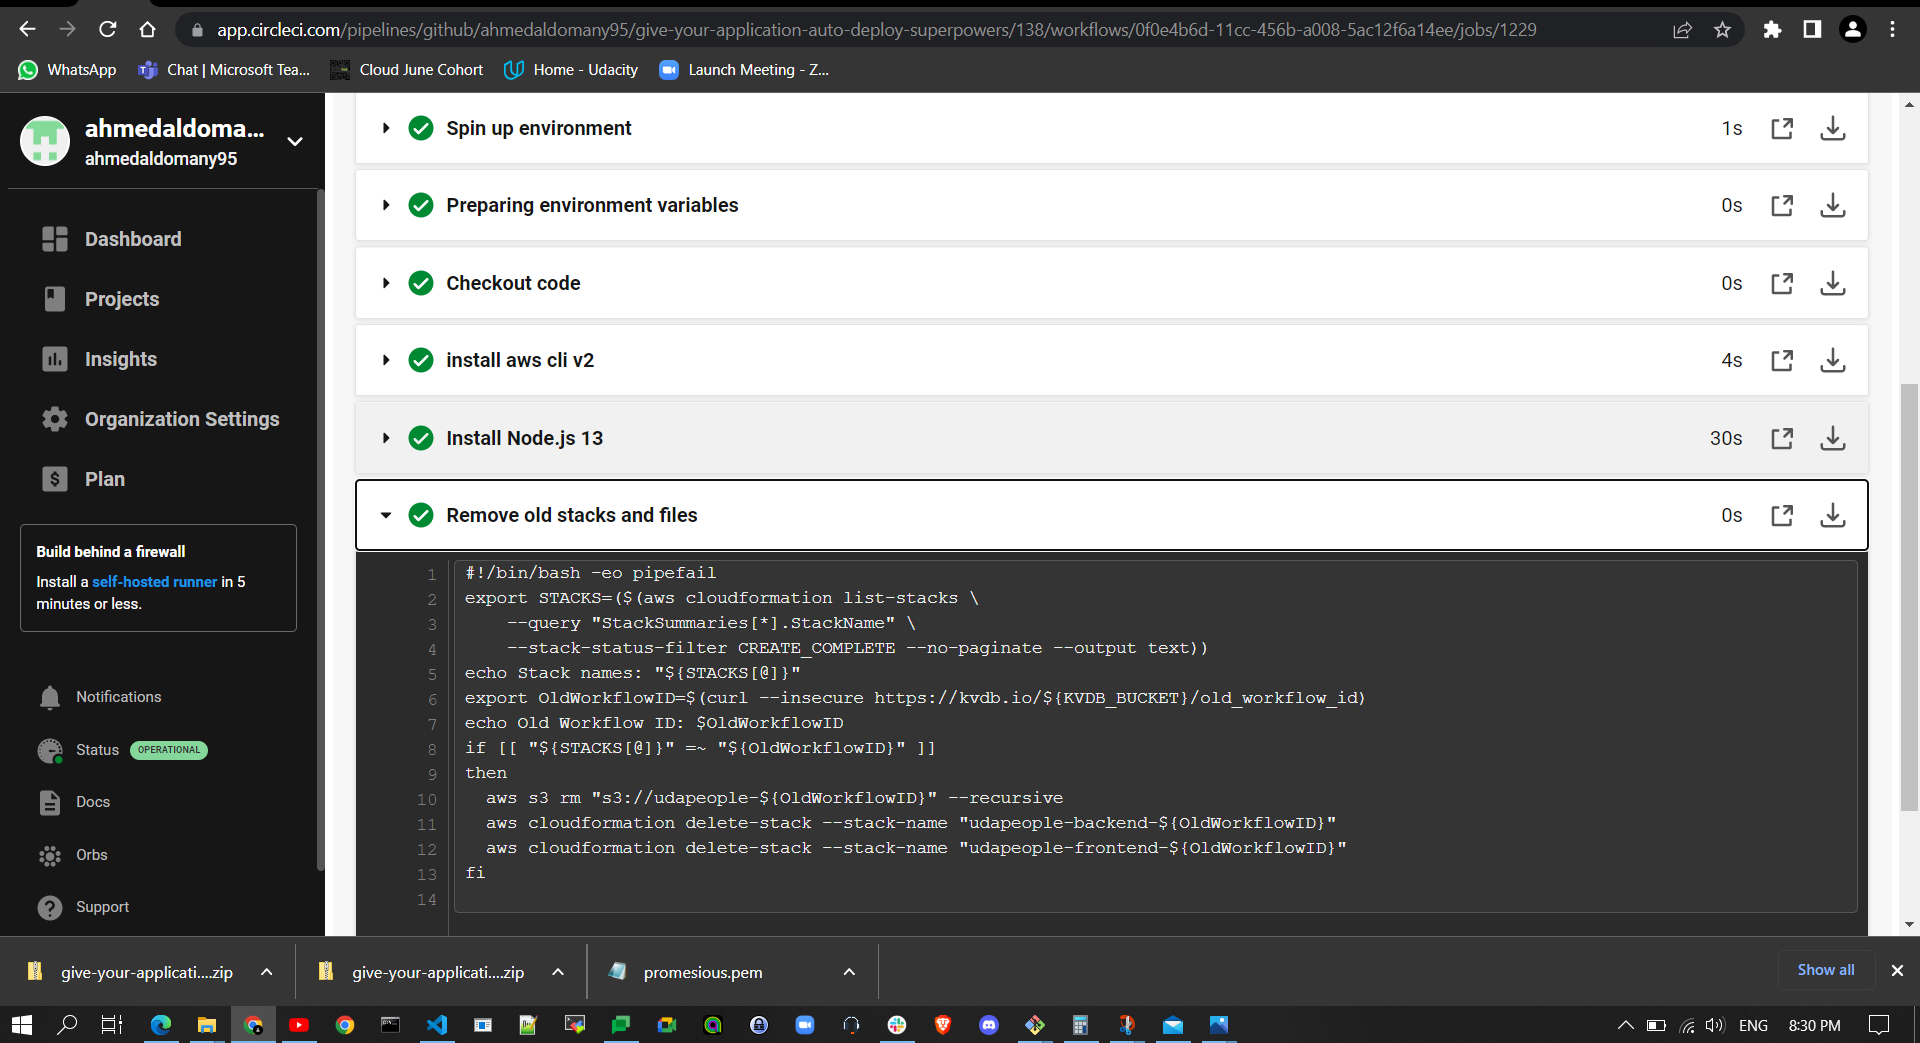 app.circleci.com/pipelines/github/ahmedaldomany95/give-your-application-auto-deploy-superpowers/138/workflows/0f0e4b6d-11cc-456b-a008-5ac12f6a14ee/jobs/1229
WhatsApp
Chat | Microsoft Tea...
Cloud June Cohort
Home - Udacity
Launch Meeting - Z...
ahmedaldoma...
ahmedaldomany95
Dashboard
Projects
Insights
Organization Settings
Plan
Build behind a firewall
Install a self-hosted runner in 5
minutes or less.
Notifications
Status OPERATIONAL
Docs
Orbs
Support
Spin up environment 1s
Preparing environment variables 0s
Checkout code 0s
install aws cli v2 4s
Install Node.js 13 30s
Remove old stacks and files 0s
1 #!/bin/bash -eo pipefail
2 export STACKS=($(aws cloudformation list-stacks \
3 --query "StackSummaries[*].StackName" \
4 --stack-status-filter CREATE_COMPLETE --no-paginate --output text))
5 echo Stack names: "${STACKS[@]}"
6 export OldWorkflowID=$(curl --insecure https://kvdb.io/${KVDB_BUCKET}/old_workflow_id)
7 echo Old Workflow ID: $OldWorkflowID
8 if [[ "${STACKS[@]}" =~ "${OldWorkflowID}" ]]
9 then
10 aws s3 rm "s3://udapeople-${OldWorkflowID}" --recursive
11 aws cloudformation delete-stack --stack-name "udapeople-backend-${OldWorkflowID}"
12 aws cloudformation delete-stack --stack-name "udapeople-frontend-${OldWorkflowID}"
13 fi
14
give-your-applicati....zip
give-your-applicati....zip
promesious.pem
Show all
ENG
8:30 PM